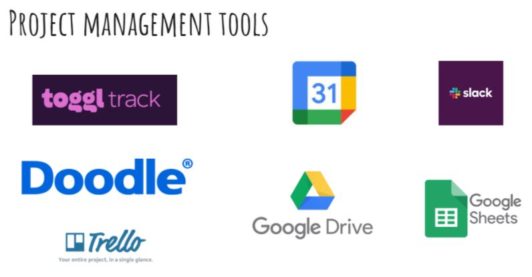 PROJECT MANAGEMENT TOOLS
toggl track
31
slack
Doodle®
Google Drive
Google
Sheets
Trello
Your entire project, in a single glance.